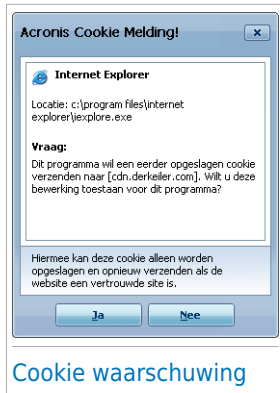 Acronis Cookie Melding!
Internet Explorer
Locatie: c:\program files\internet
explorer\iexplore.exe
Vraag:
Dit programma wil een eerder opgeslagen cookie
verzenden naar [cdn.derkeiler.com]. Wilt u deze
bewerking toestaan voor dit programma?
Hiermee kan deze cookie alleen worden
opgeslagen en opnieuw verzenden als de
website een vertrouwde site is.
Ja
Nee
Cookie waarschuwing